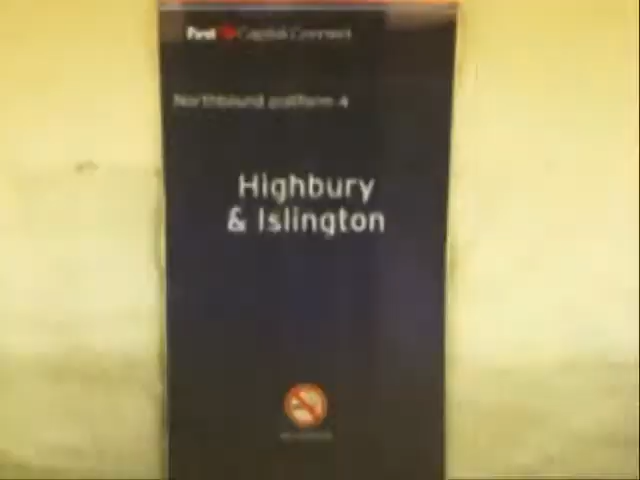 First Capital Connect
Northbound platform 4
Highbury
& Islington